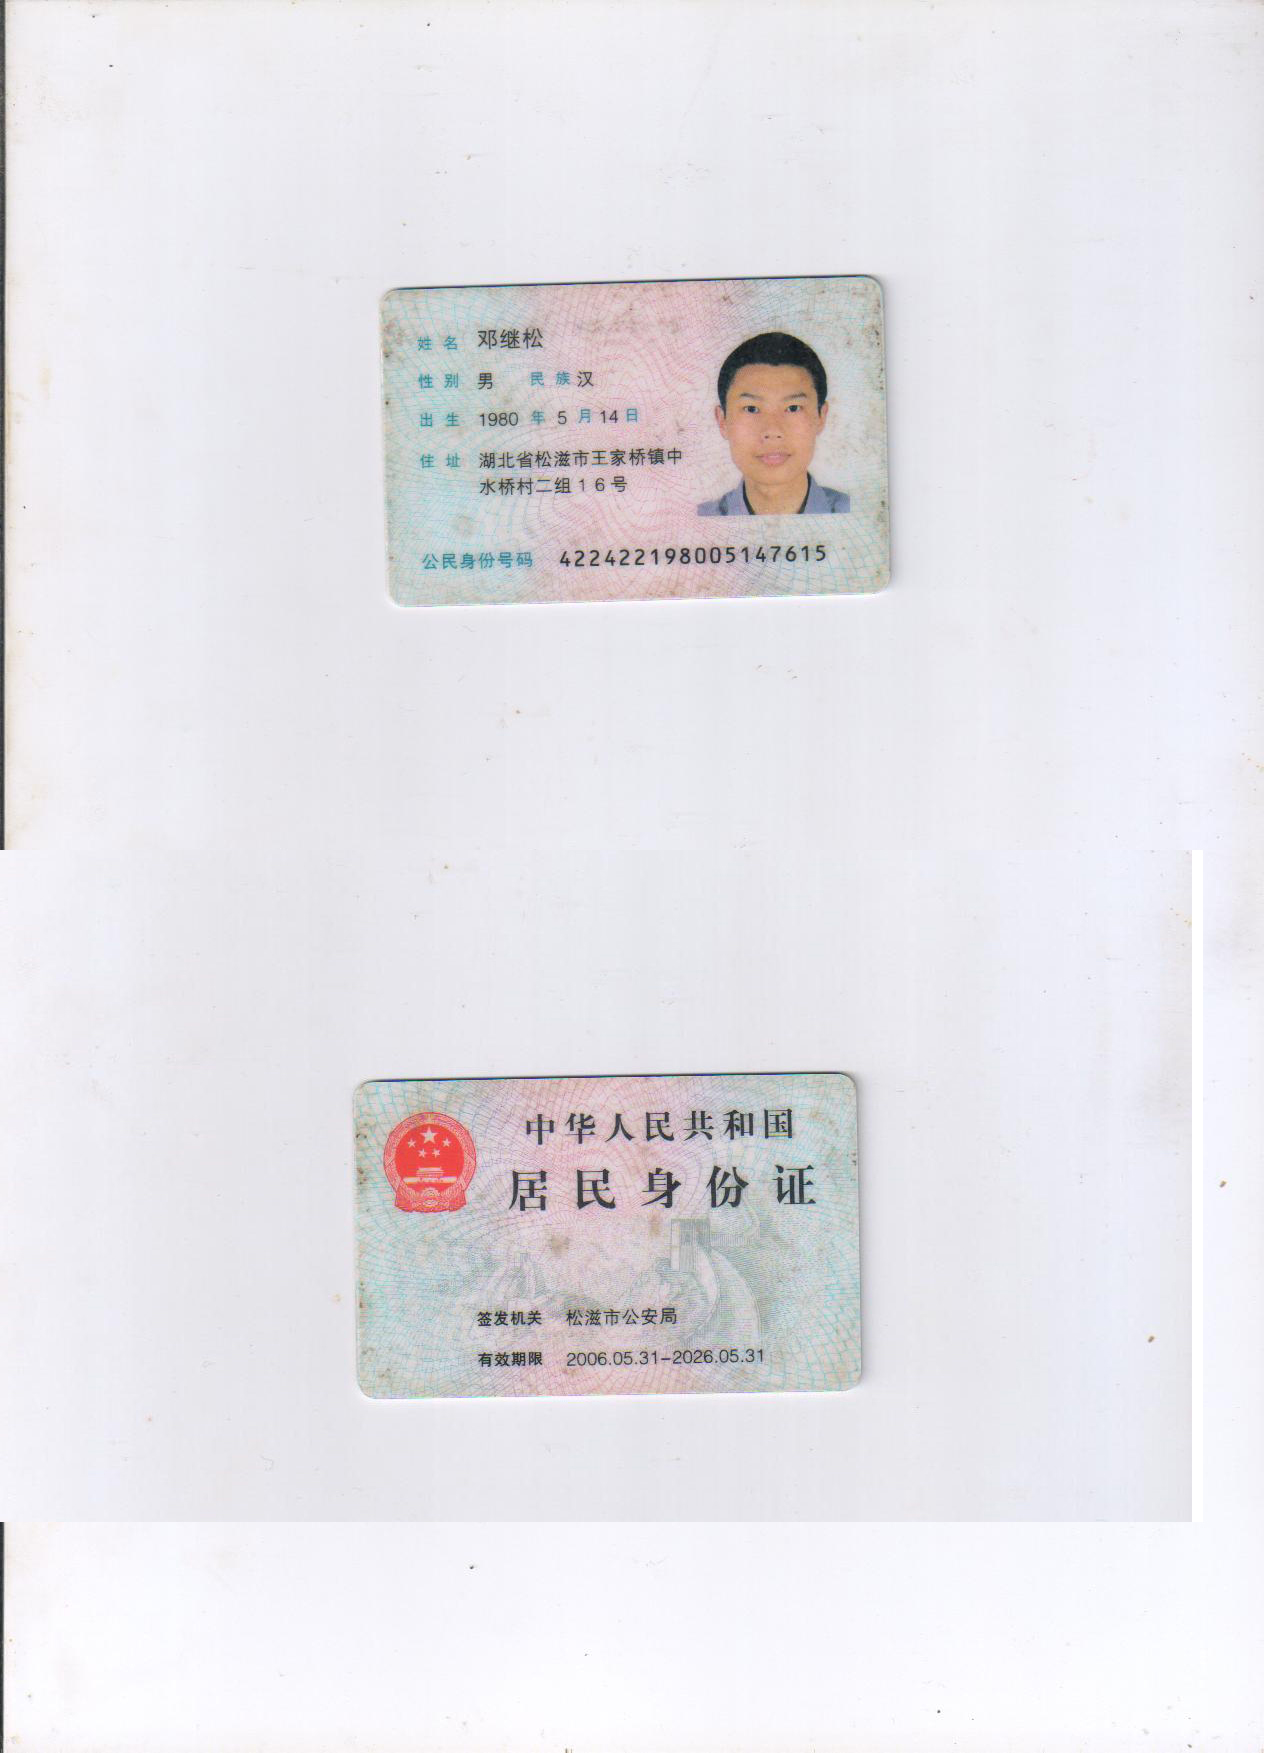 姓名 邓继松
性别 男 民族 汉
出生 1980 年 5 月 14 日
住址 湖北省松滋市王家桥镇中
水桥村二组16号
公民身份号码 422422198005147615
中华人民共和国
居民身份证
签发机关 松滋市公安局
有效期限 2006.05.31-2026.05.31